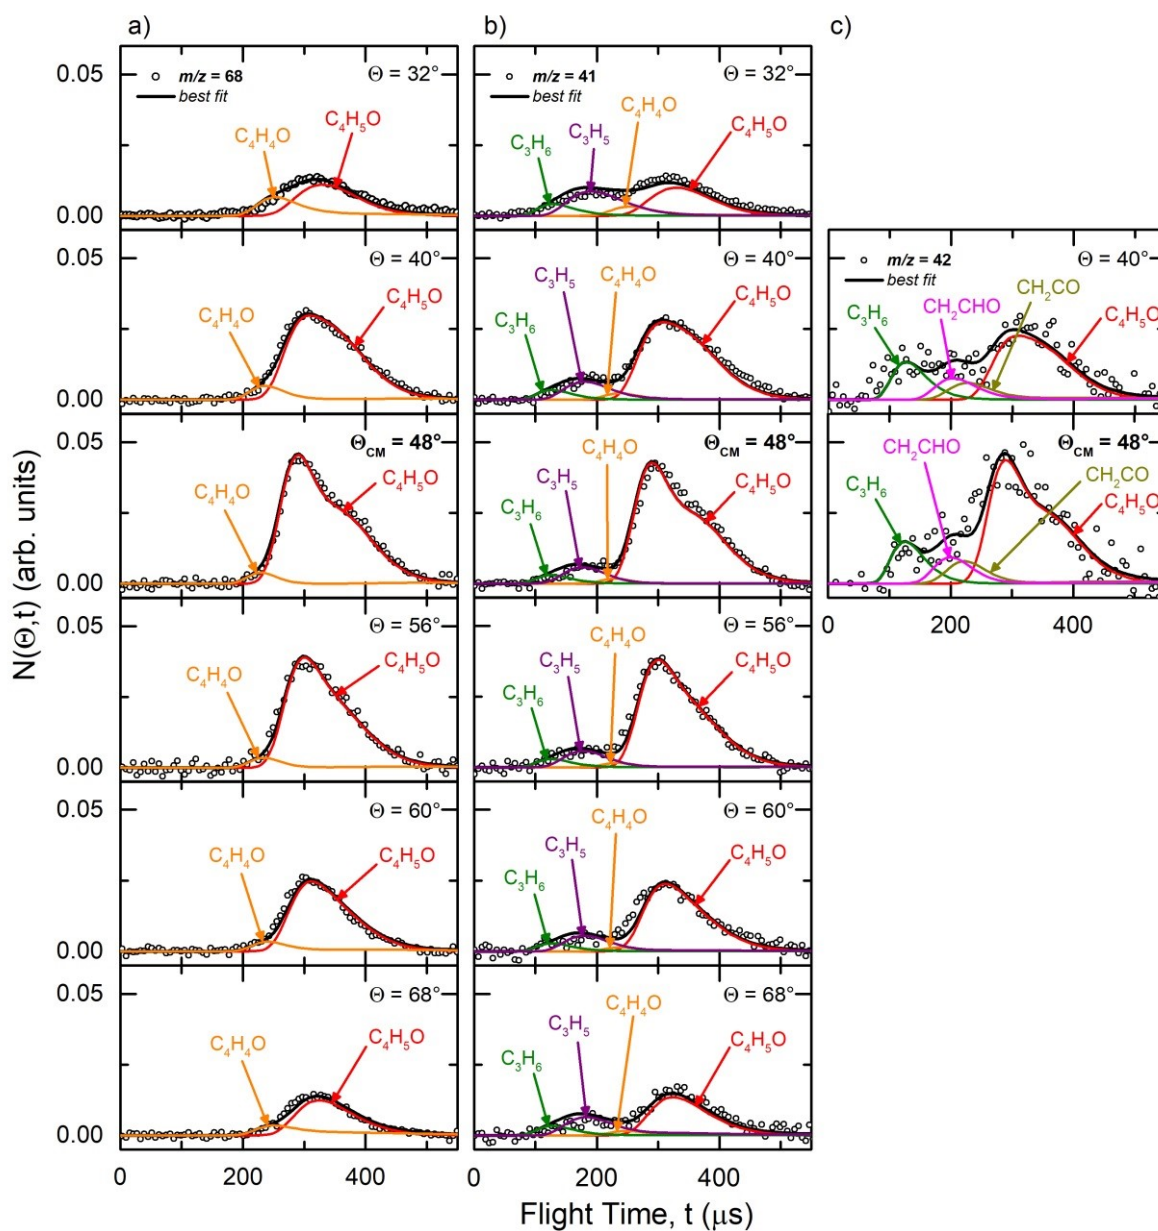 a)
b)
c)
N(Θ,t) (arb. units)
m/z = 68
best fit
Θ = 32°
C₄H₄O
C₄H₅O
0.05
0.00
Θ = 40°
C₄H₄O
C₄H₅O
0.05
0.00
Θ_CM = 48°
C₄H₄O
C₄H₅O
0.05
0.00
Θ = 56°
C₄H₄O
C₄H₅O
0.05
0.00
Θ = 60°
C₄H₄O
C₄H₅O
0.05
0.00
Θ = 68°
C₄H₄O
C₄H₅O
0.05
0.00
0 200 400
m/z = 41
best fit
Θ = 32°
C₃H₆
C₃H₅
C₄H₄O
C₄H₅O
Θ = 40°
C₃H₆
C₃H₅
C₄H₄O
C₄H₅O
Θ_CM = 48°
C₃H₆
C₃H₅
C₄H₄O
C₄H₅O
Θ = 56°
C₃H₆
C₃H₅
C₄H₄O
C₄H₅O
Θ = 60°
C₃H₆
C₃H₅
C₄H₄O
C₄H₅O
Θ = 68°
C₃H₆
C₃H₅
C₄H₄O
C₄H₅O
0 200 400
m/z = 42
best fit
Θ = 40°
C₃H₆
CH₂CHO
CH₂CO
C₄H₅O
Θ_CM = 48°
C₃H₆
CH₂CHO
CH₂CO
C₄H₅O
0 200 400
Flight Time, t (μs)